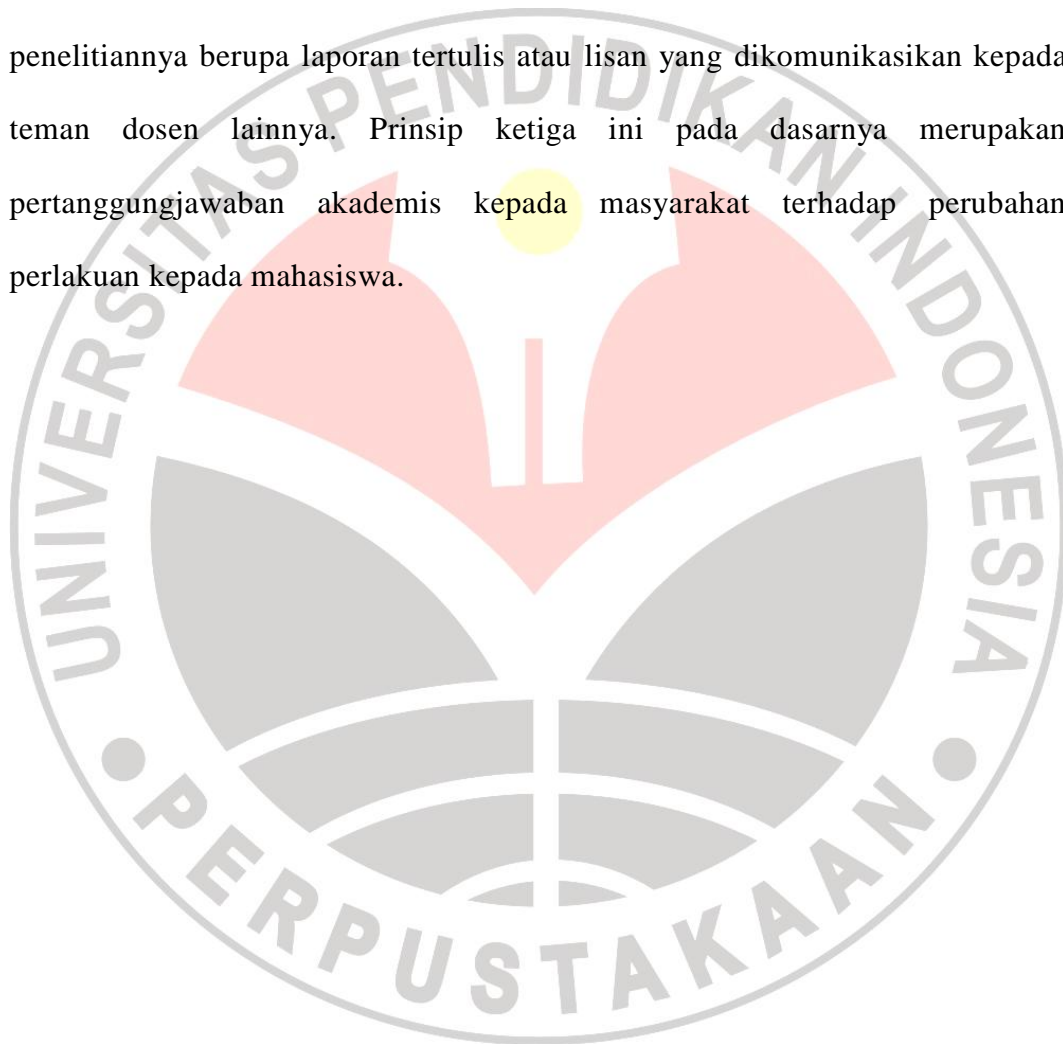 penelitiannya berupa laporan tertulis atau lisan yang dikomunikasikan kepada
teman dosen lainnya. Prinsip ketiga ini pada dasarnya merupakan
pertanggungjawaban akademis kepada masyarakat terhadap perubahan
perlakuan kepada mahasiswa.
UNIVERSITAS PENDIDIKAN INDONESIA
PERPUSTAKAAN